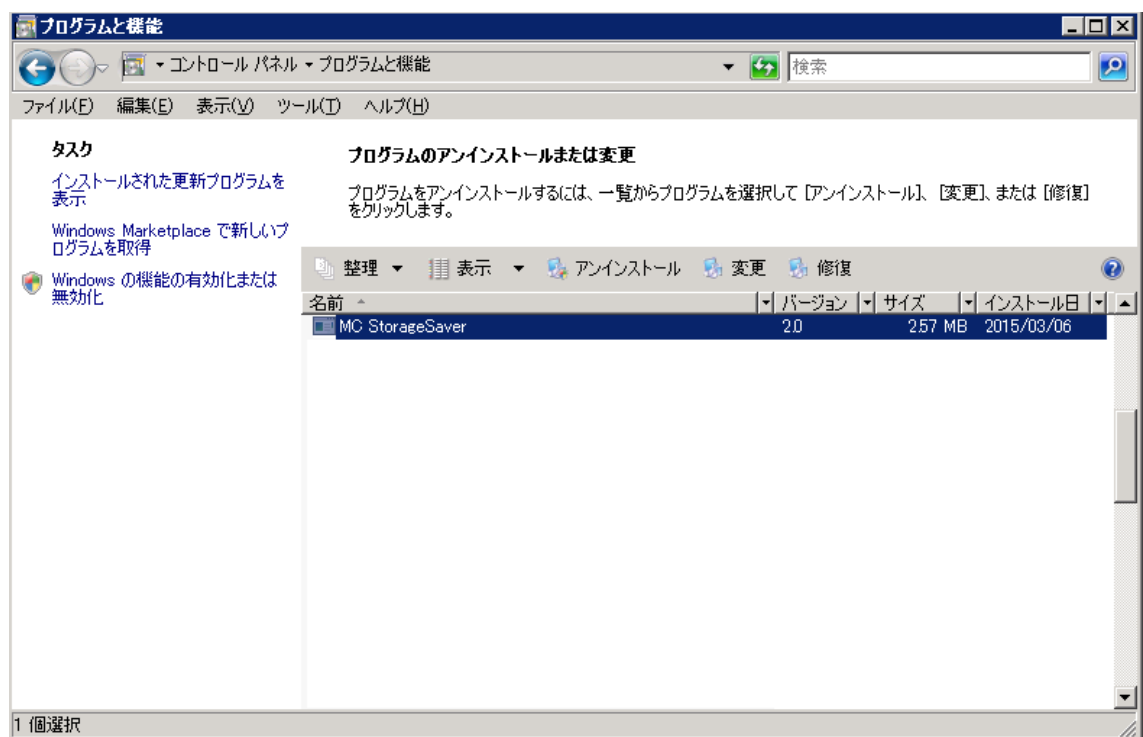 プログラムと機能
コントロール パネル プログラムと機能
検索
ファイル(F) 編集(E) 表示(V) ツール(T) ヘルプ(H)
タスク
インストールされた更新プログラムを
表示
Windows Marketplace で新しいプ
ログラムを取得
Windows の機能の有効化または
無効化
プログラムのアンインストールまたは変更
プログラムをアンインストールするには、一覧からプログラムを選択して [アンインストール]、[変更]、または [修復]
をクリックします。
整理 表示 アンインストール 変更 修復
名前 バージョン サイズ インストール日
MC StorageSaver 2.0 2.57 MB 2015/03/06
1 個選択